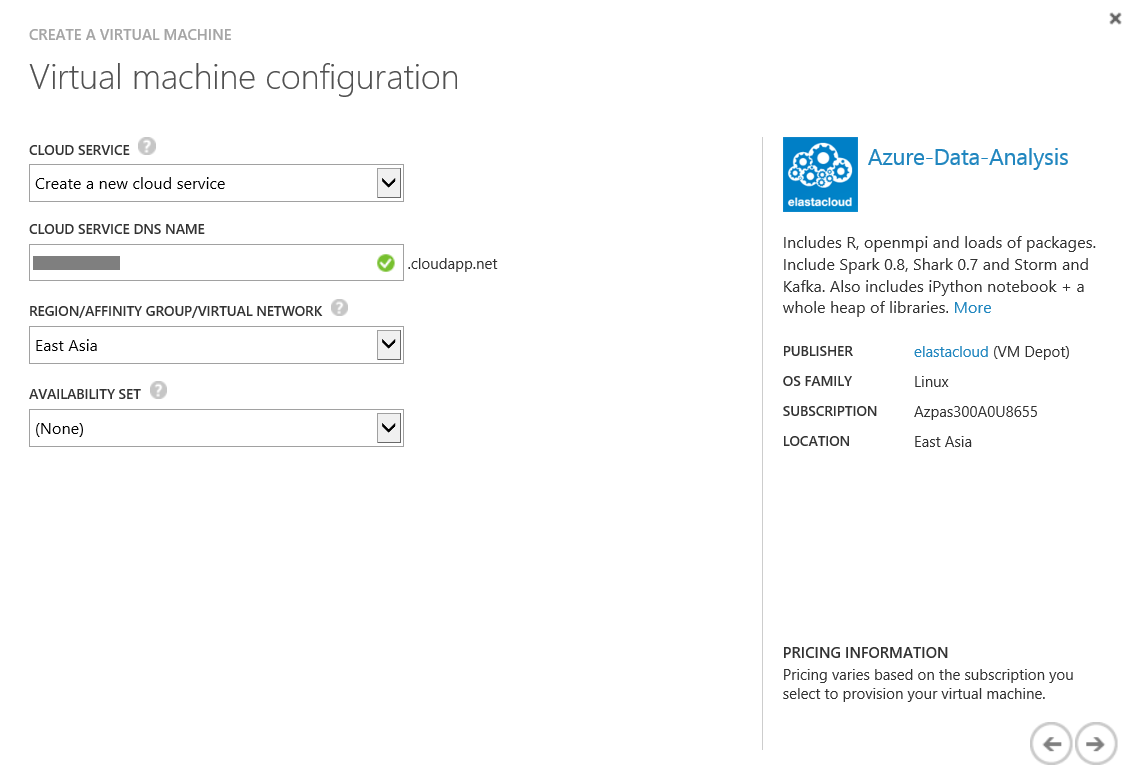 CREATE A VIRTUAL MACHINE
Virtual machine configuration
CLOUD SERVICE ?
Create a new cloud service
CLOUD SERVICE DNS NAME
.cloudapp.net
REGION/AFFINITY GROUP/VIRTUAL NETWORK ?
East Asia
AVAILABILITY SET ?
(None)
elastacloud
Azure-Data-Analysis
Includes R, openmpi and loads of packages.
Include Spark 0.8, Shark 0.7 and Storm and
Kafka. Also includes iPython notebook + a
whole heap of libraries. More
PUBLISHER elastacloud (VM Depot)
OS FAMILY Linux
SUBSCRIPTION Azpas300A0U8655
LOCATION East Asia
PRICING INFORMATION
Pricing varies based on the subscription you
select to provision your virtual machine.